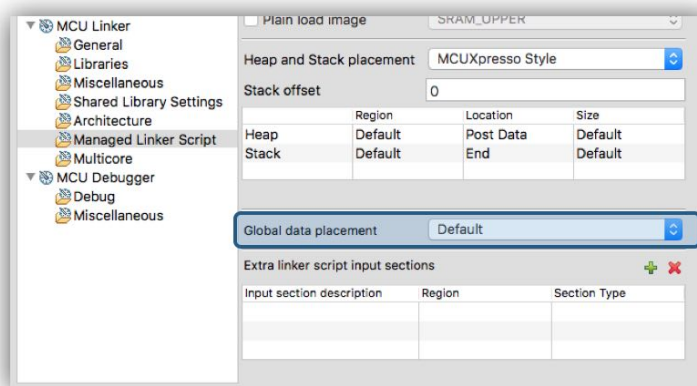 MCU Linker
General
Libraries
Miscellaneous
Shared Library Settings
Architecture
Managed Linker Script
Multicore
MCU Debugger
Debug
Miscellaneous
Plain load image SRAM_UPPER
Heap and Stack placement MCUXpresso Style
Stack offset 0
Region Location Size
Heap Default Post Data Default
Stack Default End Default
Global data placement Default
Extra linker script input sections
Input section description Region Section Type